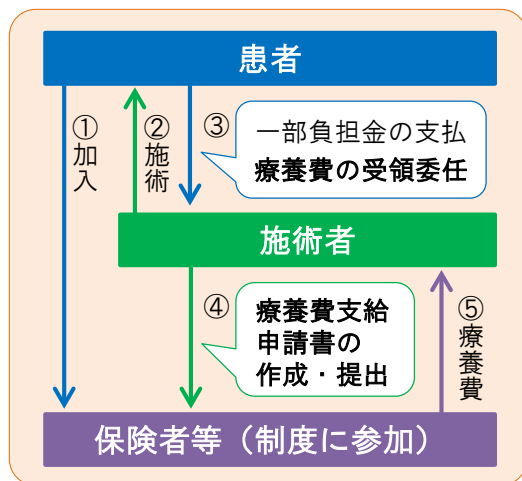 患者
①加入
②施術
③
一部負担金の支払
療養費の受領委任
施術者
④
療養費支給
申請書の
作成・提出
⑤療養費
保険者等（制度に参加）